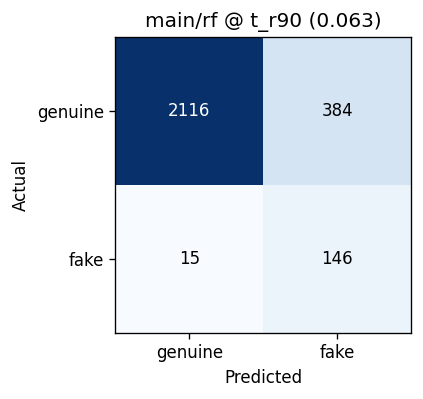 main/rf @ t_r90 (0.063)
Actual
genuine
2116 384
fake
15 146
genuine fake
Predicted